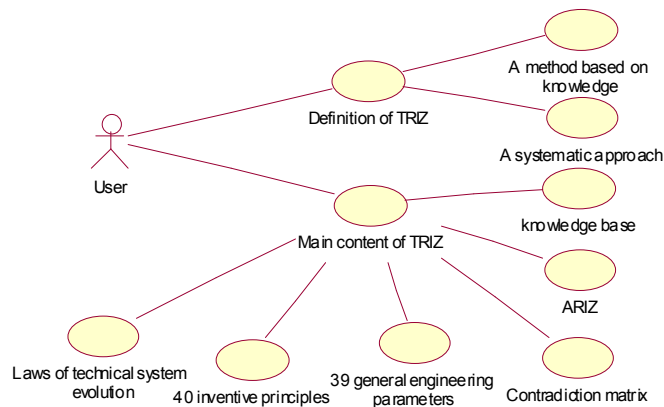 A method based on
knowledge
Definition of TRIZ
A systematic approach
User
knowledge
base
Main content of TRIZ
ARIZ
Laws of technical system
evolution
40 inventive principles
39 general engineering
parameters
Contradiction matrix